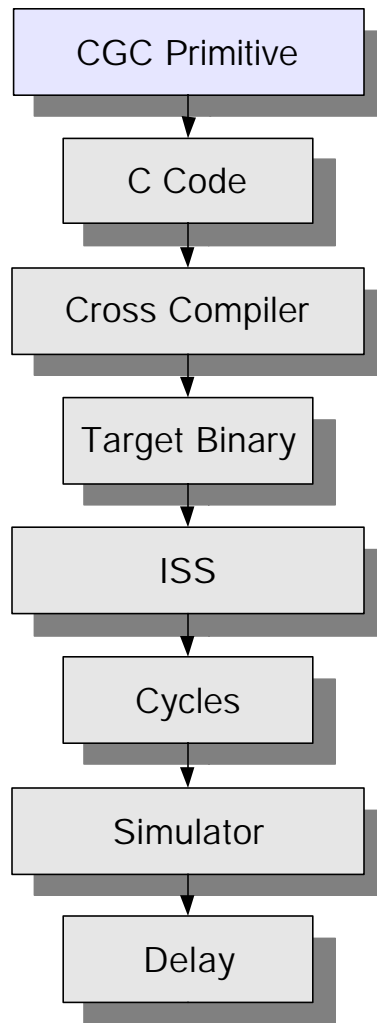 CGC Primitive
C Code
Cross Compiler
Target Binary
ISS
Cycles
Simulator
Delay